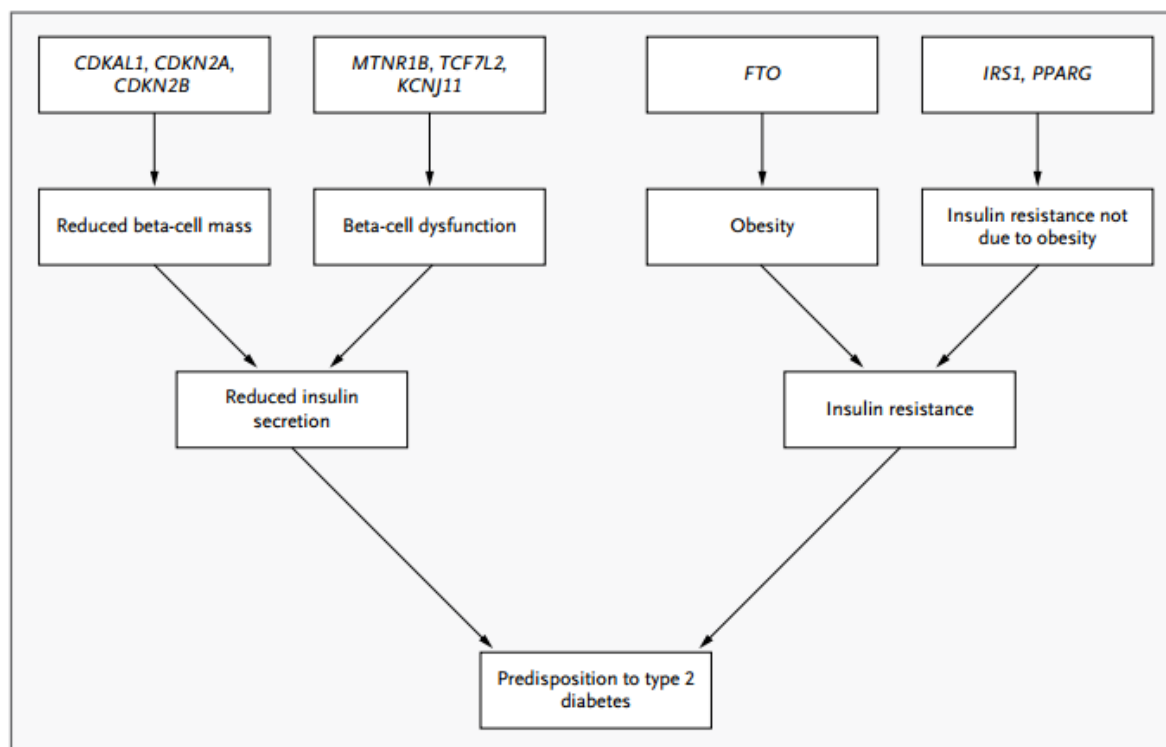 CDKAL1, CDKN2A,
CDKN2B
MTNR1B, TCF7L2,
KCNJ11
FTO
IRS1, PPARG
Reduced beta-cell mass
Beta-cell dysfunction
Obesity
Insulin resistance not
due to obesity
Reduced insulin
secretion
Insulin resistance
Predisposition to type 2
diabetes